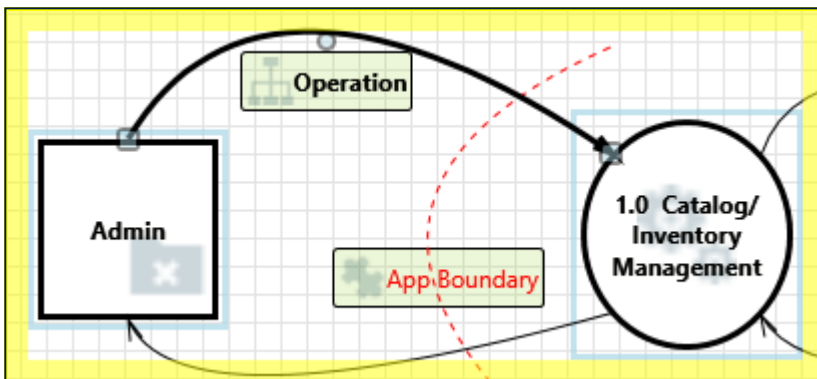 Operation
Admin
1.0 Catalog/
Inventory
Management
App Boundary